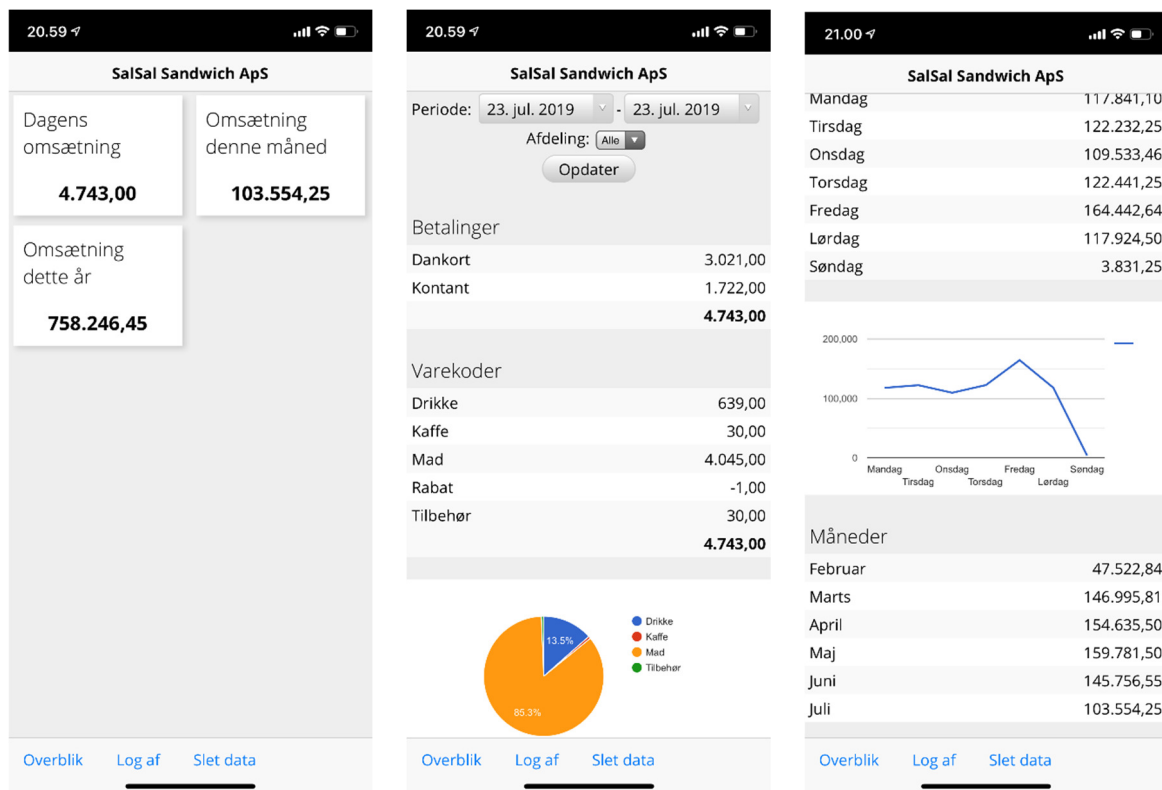 20.59
SalSal Sandwich ApS
Dagens
omsætning
4.743,00
Omsætning
denne måned
103.554,25
Omsætning
dette år
758.246,45
Overblik Log af Slet data
20.59
SalSal Sandwich ApS
Periode: 23. jul. 2019 - 23. jul. 2019
Afdeling: Alle
Opdater
Betalinger
Dankort 3.021,00
Kontant 1.722,00
4.743,00
Varekoder
Drikke 639,00
Kaffe 30,00
Mad 4.045,00
Rabat -1,00
Tilbehør 30,00
4.743,00
13.5%
85.3%
Drikke
Kaffe
Mad
Tilbehør
Overblik Log af Slet data
21.00
SalSal Sandwich ApS
Mandag 117.841,10
Tirsdag 122.232,25
Onsdag 109.533,46
Torsdag 122.441,25
Fredag 164.442,64
Lørdag 117.924,50
Søndag 3.831,25
200,000
100,000
0
Mandag Onsdag Fredag Søndag
Tirsdag Torsdag Lørdag
Måneder
Februar 47.522,84
Marts 146.995,81
April 154.635,50
Maj 159.781,50
Juni 145.756,55
Juli 103.554,25
Overblik Log af Slet data